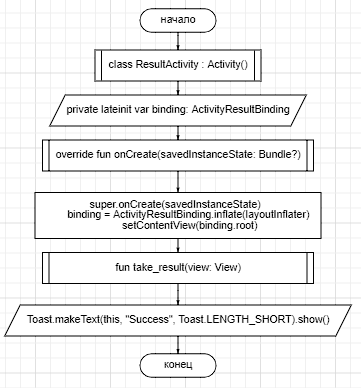 начало
class ResultActivity : Activity()
private lateinit var binding: ActivityResultBinding
override fun onCreate(savedInstanceState: Bundle?)
super.onCreate(savedInstanceState)
binding = ActivityResultBinding.inflate(layoutInflater)
setContentView(binding.root)
fun take_result(view: View)
Toast.makeText(this, "Success", Toast.LENGTH_SHORT).show()
конец